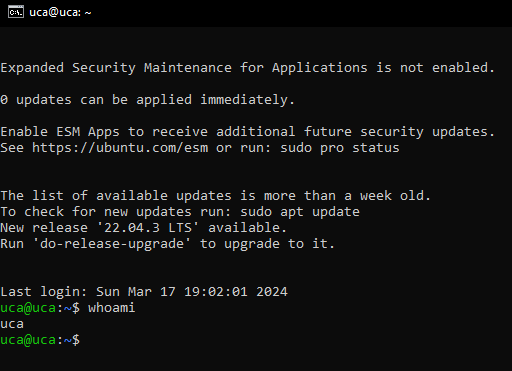 uca@uca: ~
Expanded Security Maintenance for Applications is not enabled.
0 updates can be applied immediately.
Enable ESM Apps to receive additional future security updates.
See https://ubuntu.com/esm or run: sudo pro status
The list of available updates is more than a week old.
To check for new updates run: sudo apt update
New release '22.04.3 LTS' available.
Run 'do-release-upgrade' to upgrade to it.
Last login: Sun Mar 17 19:02:01 2024
uca@uca:~$ whoami
uca
uca@uca:~$